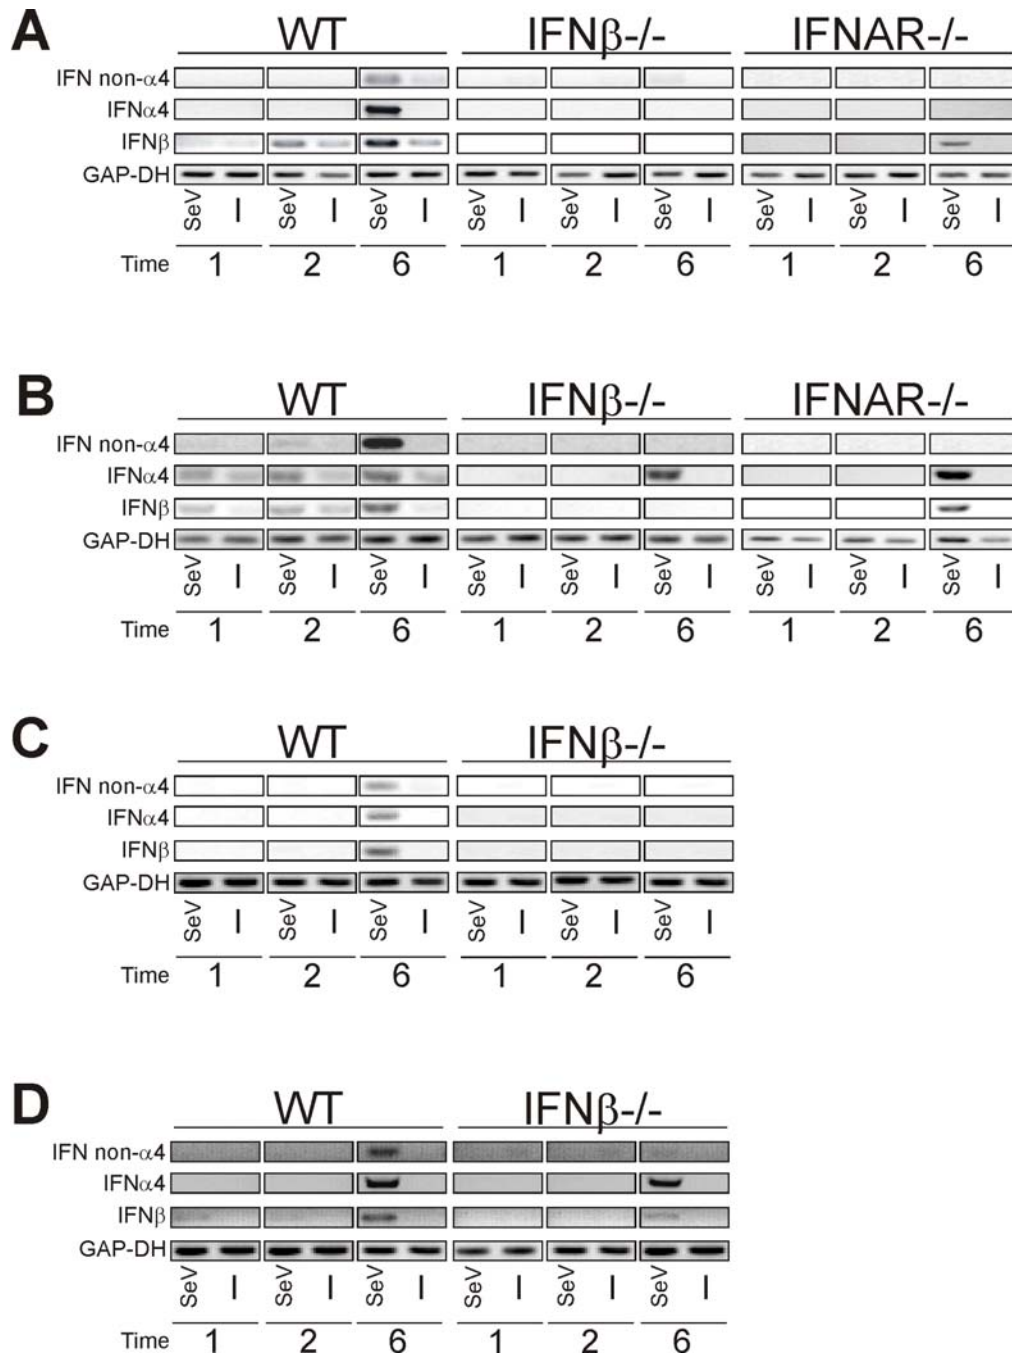 A
WT IFNβ-/- IFNAR-/-
IFN non-α4
IFNα4
IFNβ
GAP-DH
SeV – SeV – SeV – SeV – SeV – SeV – SeV – SeV – SeV –
Time 1 2 6 1 2 6 1 2 6
B
WT IFNβ-/- IFNAR-/-
IFN non-α4
IFNα4
IFNβ
GAP-DH
SeV – SeV – SeV – SeV – SeV – SeV – SeV – SeV – SeV –
Time 1 2 6 1 2 6 1 2 6
C
WT IFNβ-/-
IFN non-α4
IFNα4
IFNβ
GAP-DH
SeV – SeV – SeV – SeV – SeV – SeV –
Time 1 2 6 1 2 6
D
WT IFNβ-/-
IFN non-α4
IFNα4
IFNβ
GAP-DH
SeV – SeV – SeV – SeV – SeV – SeV –
Time 1 2 6 1 2 6